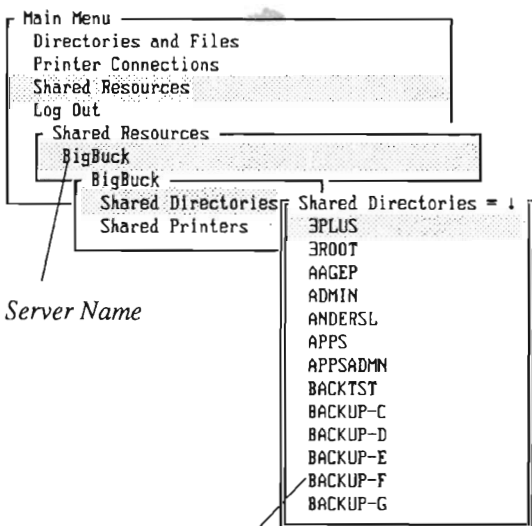 Main Menu
Directories and Files
Printer Connections
Shared Resources
Log Out
Shared Resources
BigBuck
BigBuck
Shared Directories
Shared Printers
Shared Directories = ↓
3PLUS
3ROOT
AAGEP
ADMIN
ANDERSL
APPS
APPSADMN
BACKTST
BACKUP-C
BACKUP-D
BACKUP-E
BACKUP-F
BACKUP-G
Server Name